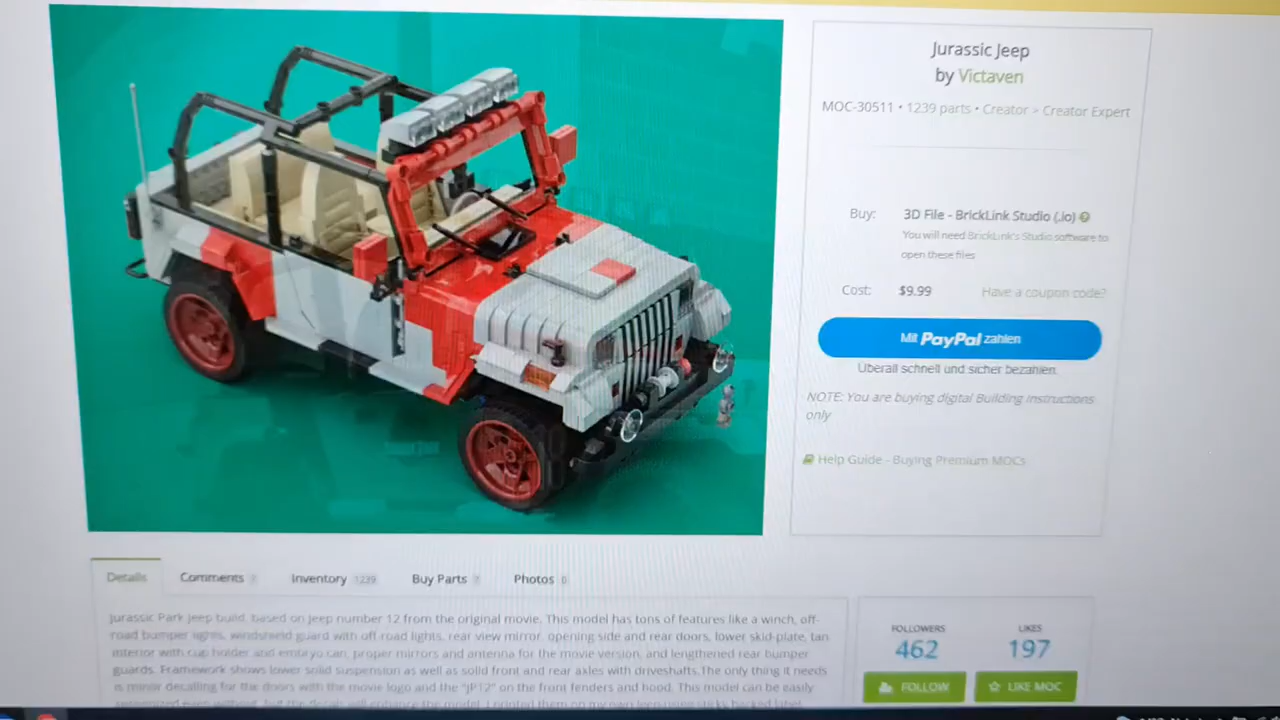 Jurassic Jeep
by Victaven
MOC-30511 • 1239 parts • Creator > Creator Expert
Buy: 3D File - BrickLink Studio (.io)
You will need BrickLink's Studio software to
open these files
Cost: $9.99 Have a coupon code?
Mit PayPal zahlen
Überall schnell und sicher bezahlen.
NOTE: You are buying digital Building Instructions
only
Help Guide - Buying Premium MOCs
Details Comments Inventory 1239 Buy Parts Photos 0
Jurassic Park Jeep build, based on Jeep number 12 from the original movie. This model has tons of features like a winch, off-
road bumper lights, windshield guard with off-road lights, rear view mirror, opening side and rear doors, lower skid-plate, tan
interior with cup holder and embryo can, proper mirrors and antenna for the movie version, and lengthened rear bumper
guards. Framework shows lower solid suspension as well as solid front and rear axles with driveshafts. The only thing it needs
is minor decalling for the doors with the movie logo and the "JP12" on the front fenders and hood. This model can be easily
FOLLOWERS LIKES
462 197
FOLLOW LIKE MOC